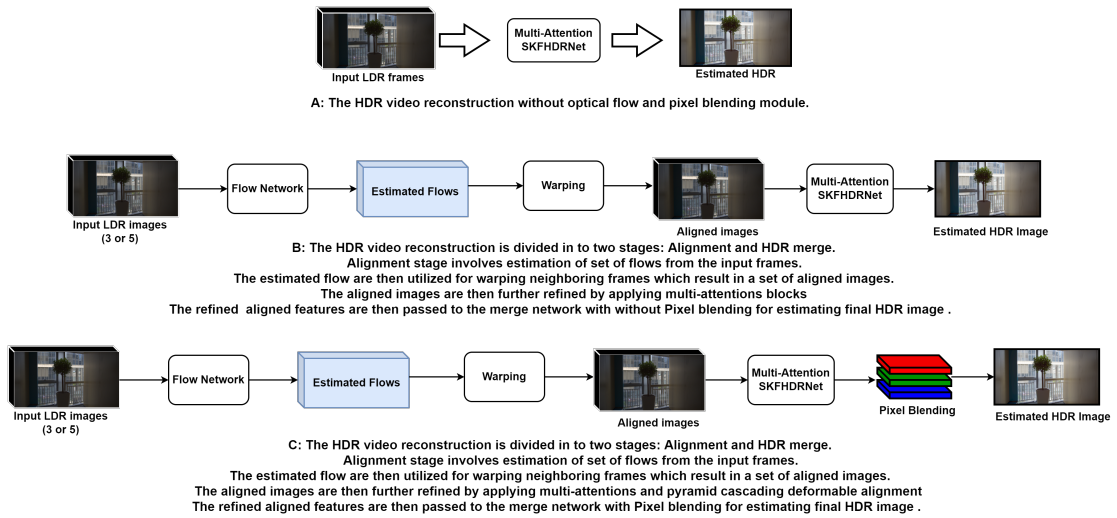 Input LDR frames
Multi-Attention
SKFHDRNet
Estimated HDR
A: The HDR video reconstruction without optical flow and pixel blending module.
Input LDR images
(3 or 5)
Flow Network
Estimated Flows
Warping
Aligned images
Multi-Attention
SKFHDRNet
Estimated HDR Image
B: The HDR video reconstruction is divided in to two stages: Alignment and HDR merge.
Alignment stage involves estimation of set of flows from the input frames.
The estimated flow are then utilized for warping neighboring frames which result in a set of aligned images.
The aligned images are then further refined by applying multi-attentions blocks
The refined aligned features are then passed to the merge network with without Pixel blending for estimating final HDR image .
Input LDR images
(3 or 5)
Flow Network
Estimated Flows
Warping
Aligned images
Multi-Attention
SKFHDRNet
Pixel Blending
Estimated HDR Image
C: The HDR video reconstruction is divided in to two stages: Alignment and HDR merge.
Alignment stage involves estimation of set of flows from the input frames.
The estimated flow are then utilized for warping neighboring frames which result in a set of aligned images.
The aligned images are then further refined by applying multi-attentions and pyramid cascading deformable alignment
The refined aligned features are then passed to the merge network with Pixel blending for estimating final HDR image .